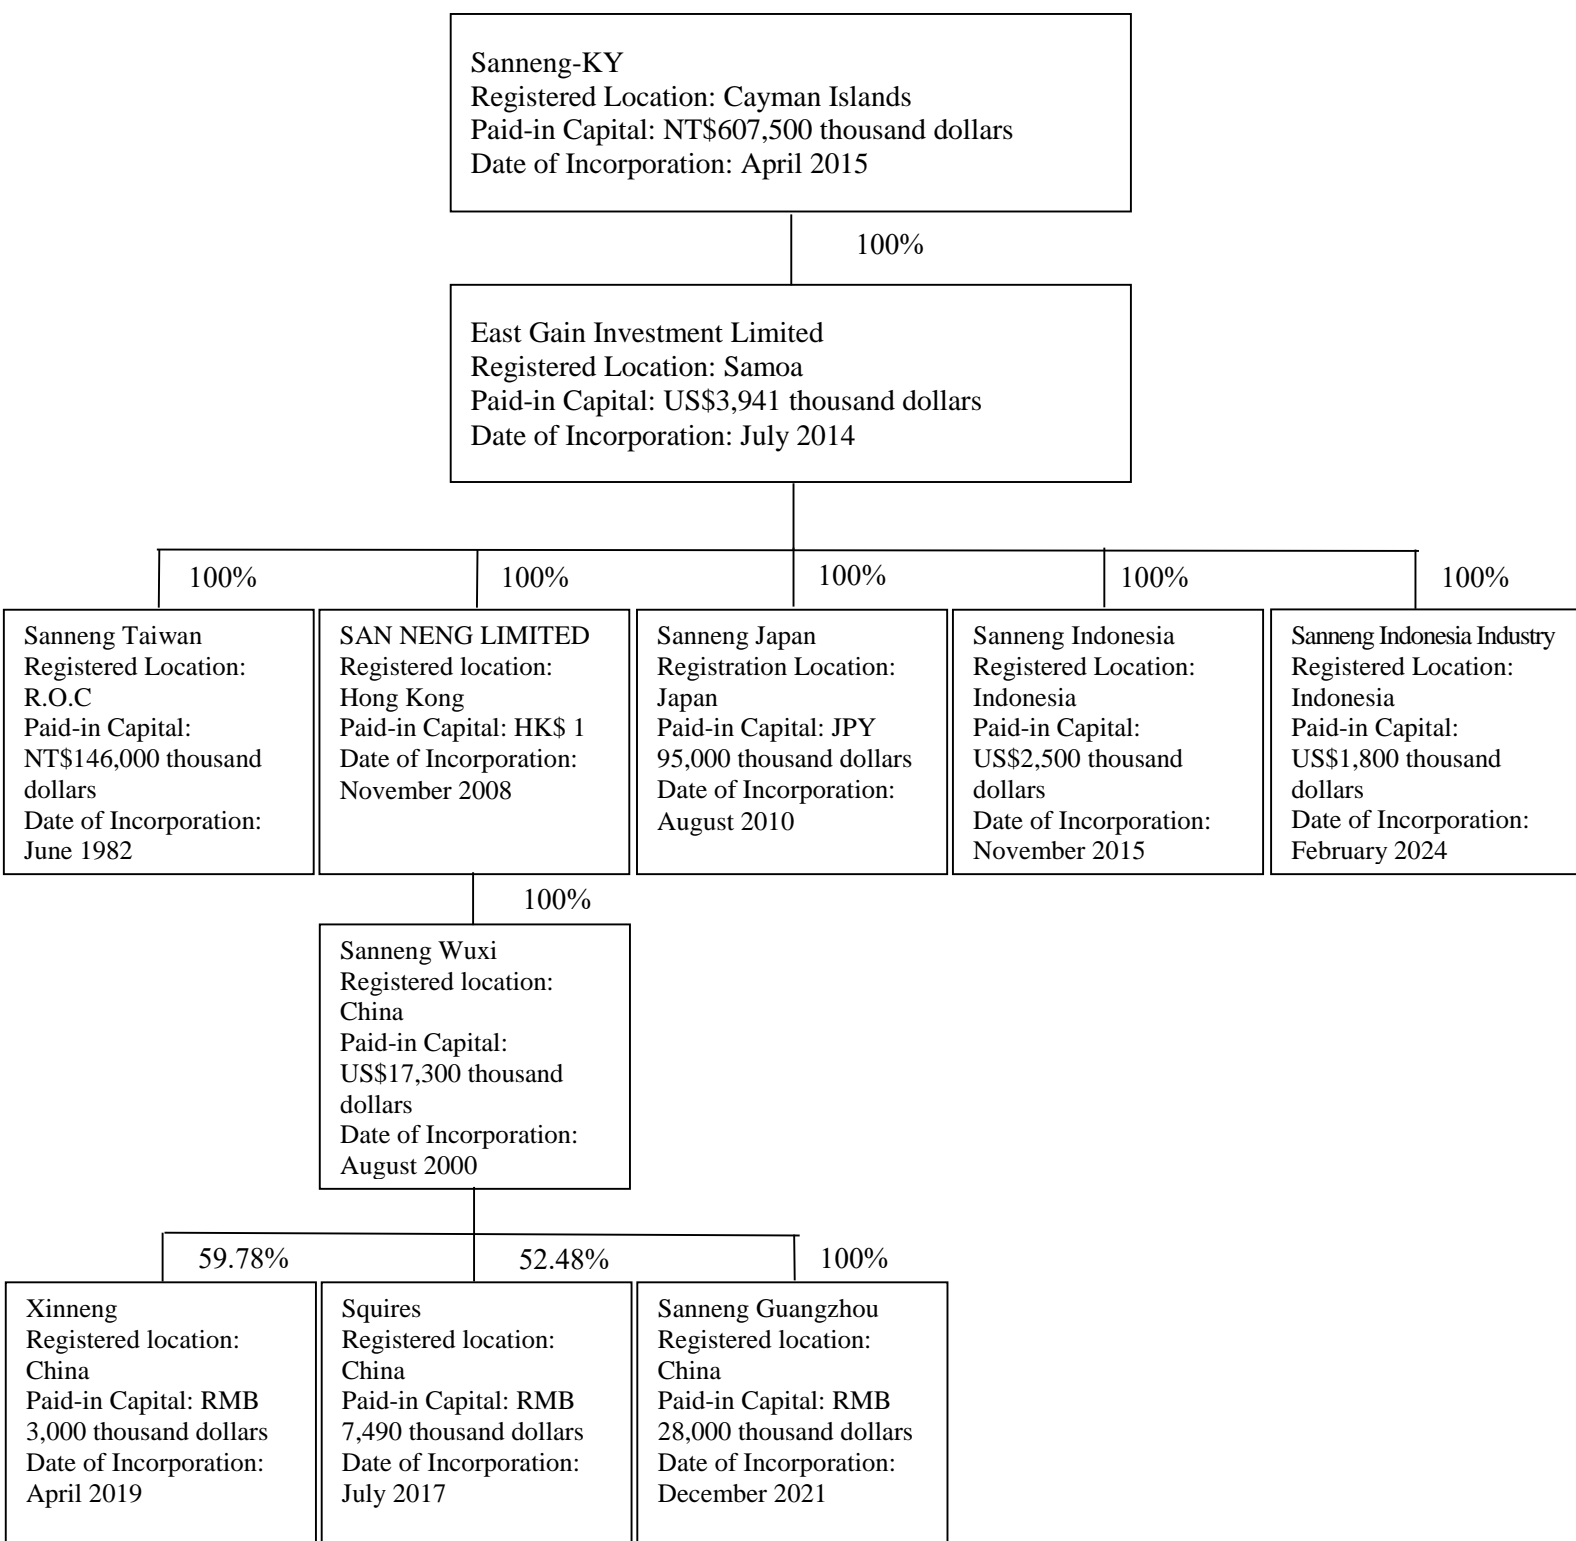 Sanneng-KY
Registered Location: Cayman Islands
Paid-in Capital: NT$607,500 thousand dollars
Date of Incorporation: April 2015
100%
East Gain Investment Limited
Registered Location: Samoa
Paid-in Capital: US$3,941 thousand dollars
Date of Incorporation: July 2014
100%
100%
100%
100%
100%
Sanneng Taiwan
Registered Location:
R.O.C
Paid-in Capital:
NT$146,000 thousand
dollars
Date of Incorporation:
June 1982
SAN NENG LIMITED
Registered location:
Hong Kong
Paid-in Capital: HK$ 1
Date of Incorporation:
November 2008
Sanneng Japan
Registration Location:
Japan
Paid-in Capital: JPY
95,000 thousand dollars
Date of Incorporation:
August 2010
Sanneng Indonesia
Registered Location:
Indonesia
Paid-in Capital:
US$2,500 thousand
dollars
Date of Incorporation:
November 2015
Sanneng Indonesia Industry
Registered Location:
Indonesia
Paid-in Capital:
US$1,800 thousand
dollars
Date of Incorporation:
February 2024
100%
Sanneng Wuxi
Registered location:
China
Paid-in Capital:
US$17,300 thousand
dollars
Date of Incorporation:
August 2000
59.78%
52.48%
100%
Xinneng
Registered location:
China
Paid-in Capital: RMB
3,000 thousand dollars
Date of Incorporation:
April 2019
Squires
Registered location:
China
Paid-in Capital: RMB
7,490 thousand dollars
Date of Incorporation:
July 2017
Sanneng Guangzhou
Registered location:
China
Paid-in Capital: RMB
28,000 thousand dollars
Date of Incorporation:
December 2021